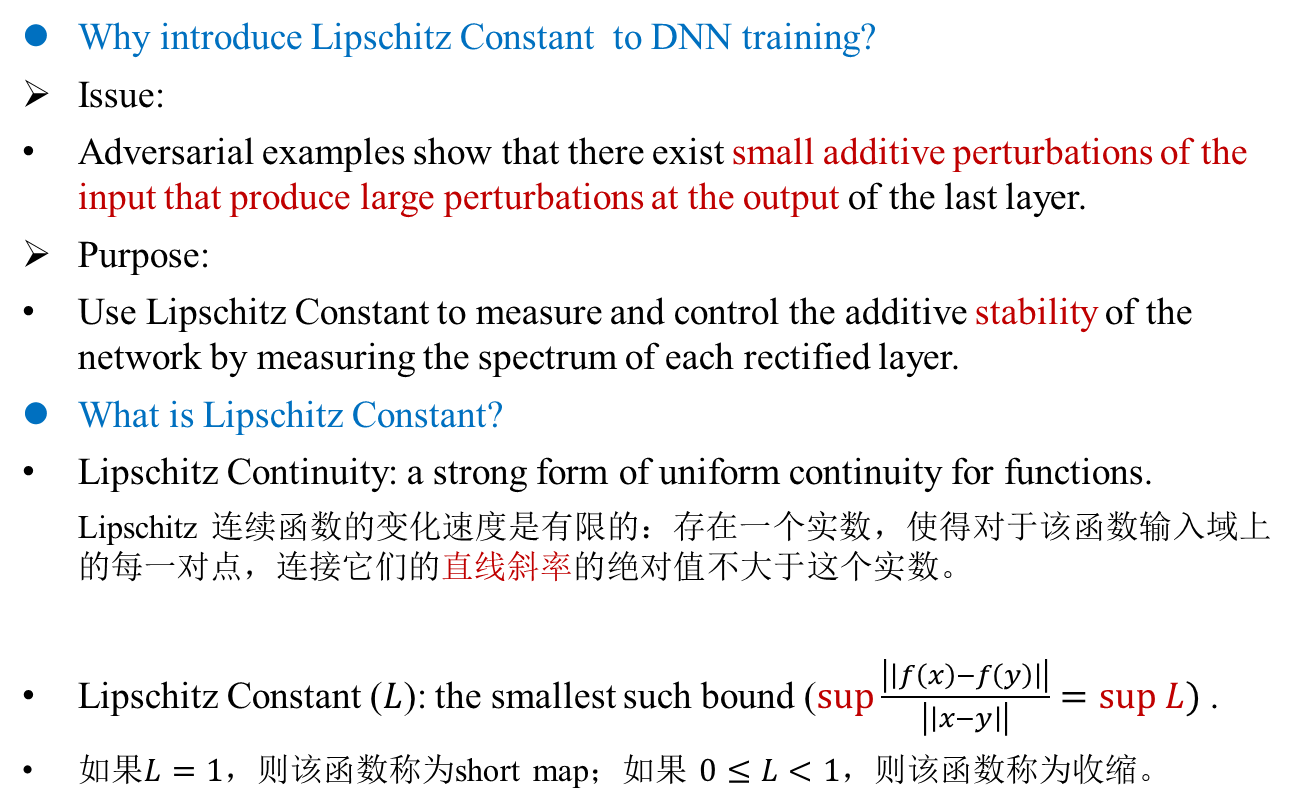 ● Why introduce Lipschitz Constant to DNN training?
➢ Issue:
• Adversarial examples show that there exist small additive perturbations of the
input that produce large perturbations at the output of the last layer.
➢ Purpose:
• Use Lipschitz Constant to measure and control the additive stability of the
network by measuring the spectrum of each rectified layer.
● What is Lipschitz Constant?
• Lipschitz Continuity: a strong form of uniform continuity for functions.
Lipschitz 连续函数的变化速度是有限的：存在一个实数，使得对于该函数输入域上
的每一对点，连接它们的直线斜率的绝对值不大于这个实数。
• Lipschitz Constant (L): the smallest such bound (sup ||f(x)−f(y)|| / ||x−y|| = sup L) .
• 如果L = 1，则该函数称为short map；如果 0 ≤ L < 1，则该函数称为收缩。